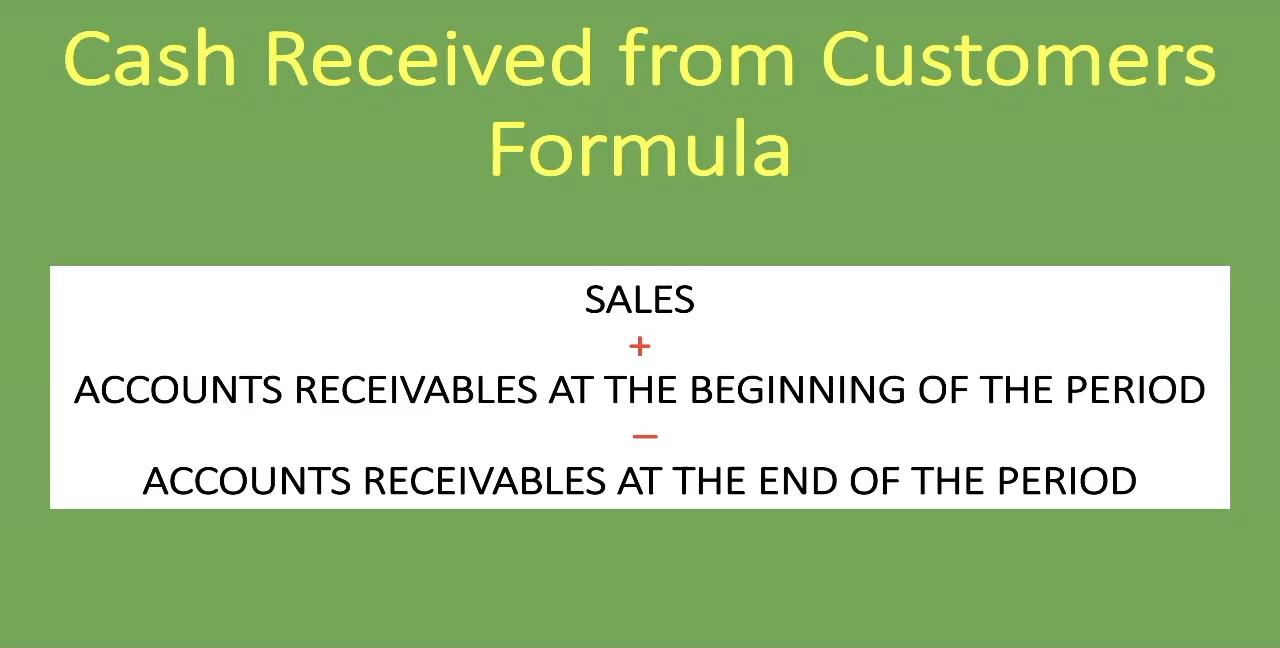 Cash Received from Customers
Formula
SALES
+
ACCOUNTS RECEIVABLES AT THE BEGINNING OF THE PERIOD
–
ACCOUNTS RECEIVABLES AT THE END OF THE PERIOD